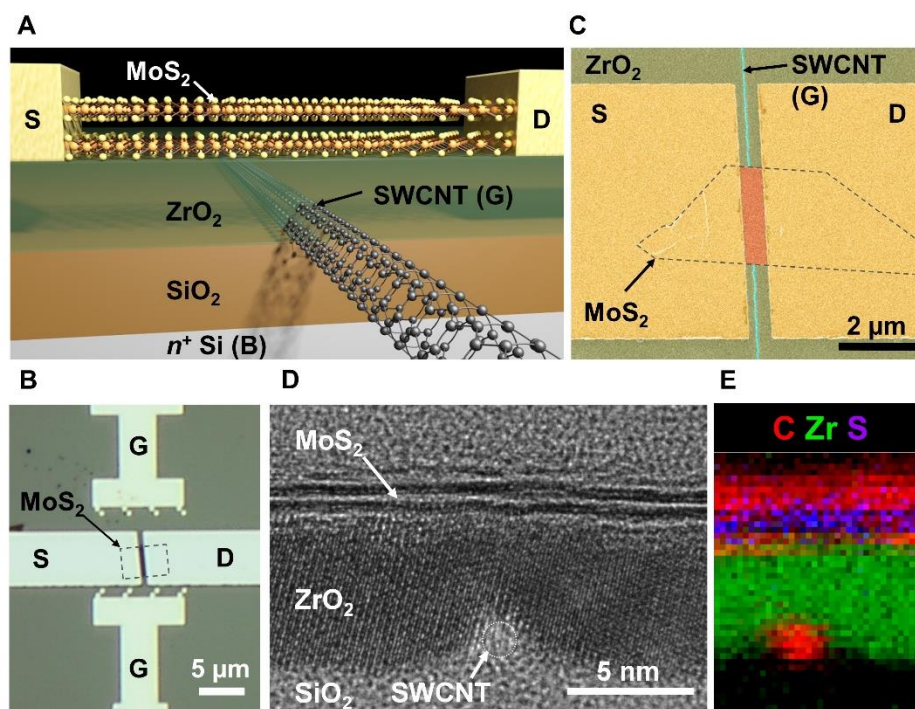 A
MoS₂
S
D
SWCNT (G)
ZrO₂
SiO₂
n⁺ Si (B)
C
ZrO₂
SWCNT
(G)
S
D
MoS₂
2 µm
B
G
MoS₂
S
D
G
5 µm
D
MoS₂
ZrO₂
SiO₂
SWCNT
5 nm
E
C Zr S